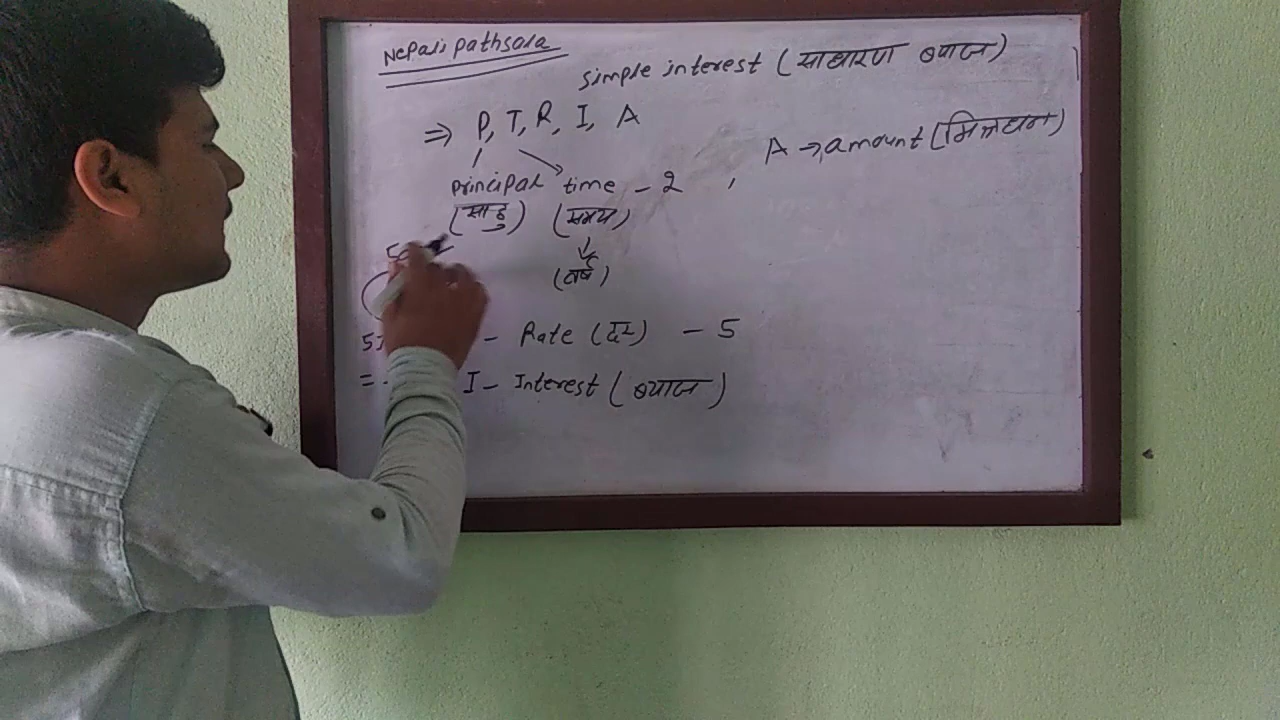 Nepali pathsala
simple interest (साधारण ब्याज)
⇒ P, T, R, I, A
A → amount (मिश्रधन)
principal time - 2 ,
(साहु) (समय)
(वर्ष)
- Rate (दर) - 5
I - Interest (ब्याज)